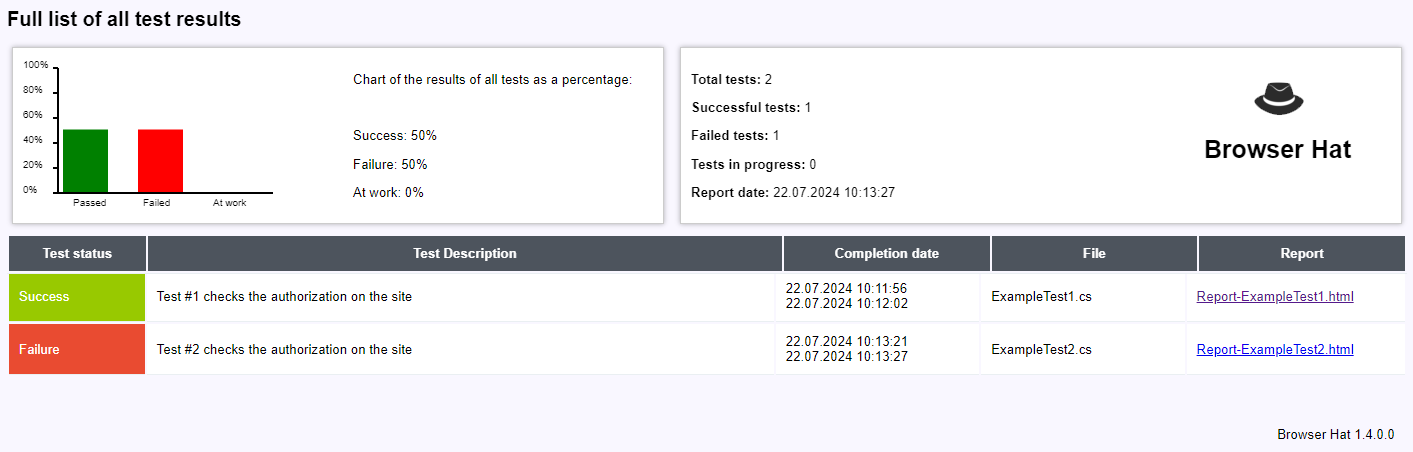 Full list of all test results
100%
80%
60%
40%
20%
0%
Passed Failed At work
Chart of the results of all tests as a percentage:
Success: 50%
Failure: 50%
At work: 0%
Total tests: 2
Successful tests: 1
Failed tests: 1
Tests in progress: 0
Report date: 22.07.2024 10:13:27
Browser Hat
Test status Test Description Completion date File Report
Success Test #1 checks the authorization on the site 22.07.2024 10:11:56
22.07.2024 10:12:02 ExampleTest1.cs Report-ExampleTest1.html
Failure Test #2 checks the authorization on the site 22.07.2024 10:13:21
22.07.2024 10:13:27 ExampleTest2.cs Report-ExampleTest2.html
Browser Hat 1.4.0.0